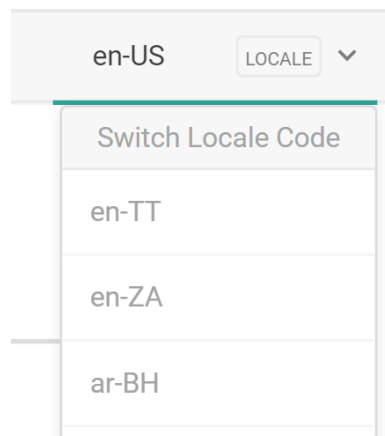 en-US LOCALE
Switch Locale Code
en-TT
en-ZA
ar-BH